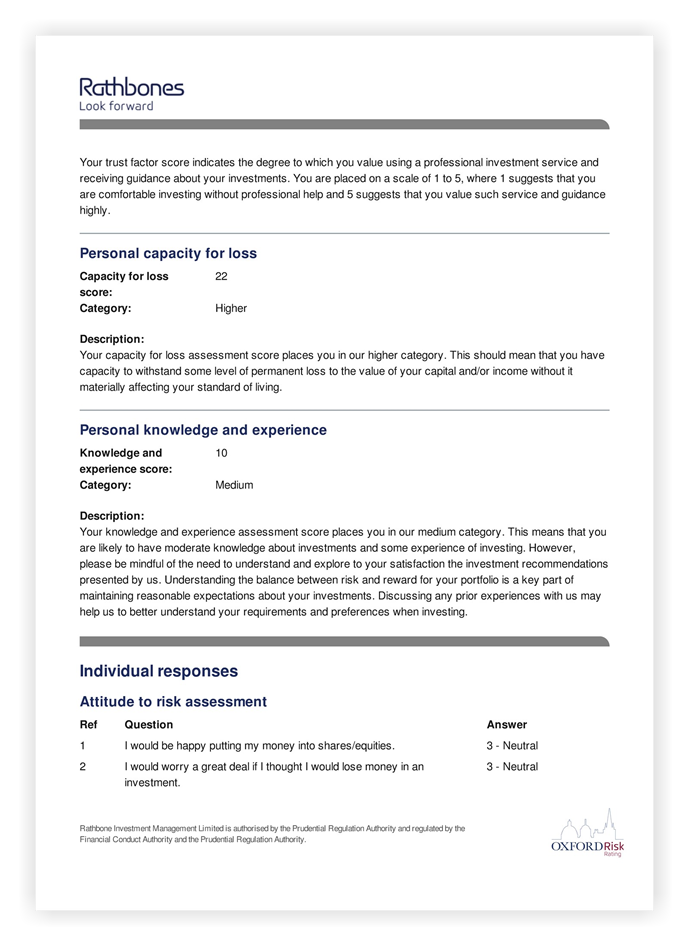 Rathbones
Look forward
Your trust factor score indicates the degree to which you value using a professional investment service and
receiving guidance about your investments. You are placed on a scale of 1 to 5, where 1 suggests that you
are comfortable investing without professional help and 5 suggests that you value such service and guidance
highly.
Personal capacity for loss
Capacity for loss 22
score:
Category: Higher
Description:
Your capacity for loss assessment score places you in our higher category. This should mean that you have
capacity to withstand some level of permanent loss to the value of your capital and/or income without it
materially affecting your standard of living.
Personal knowledge and experience
Knowledge and 10
experience score:
Category: Medium
Description:
Your knowledge and experience assessment score places you in our medium category. This means that you
are likely to have moderate knowledge about investments and some experience of investing. However,
please be mindful of the need to understand and explore to your satisfaction the investment recommendations
presented by us. Understanding the balance between risk and reward for your portfolio is a key part of
maintaining reasonable expectations about your investments. Discussing any prior experiences with us may
help us to better understand your requirements and preferences when investing.
Individual responses
Attitude to risk assessment
Ref Question Answer
1 I would be happy putting my money into shares/equities. 3 - Neutral
2 I would worry a great deal if I thought I would lose money in an 3 - Neutral
investment.
Rathbone Investment Management Limited is authorised by the Prudential Regulation Authority and regulated by the
Financial Conduct Authority and the Prudential Regulation Authority.
OXFORDRisk
Rating